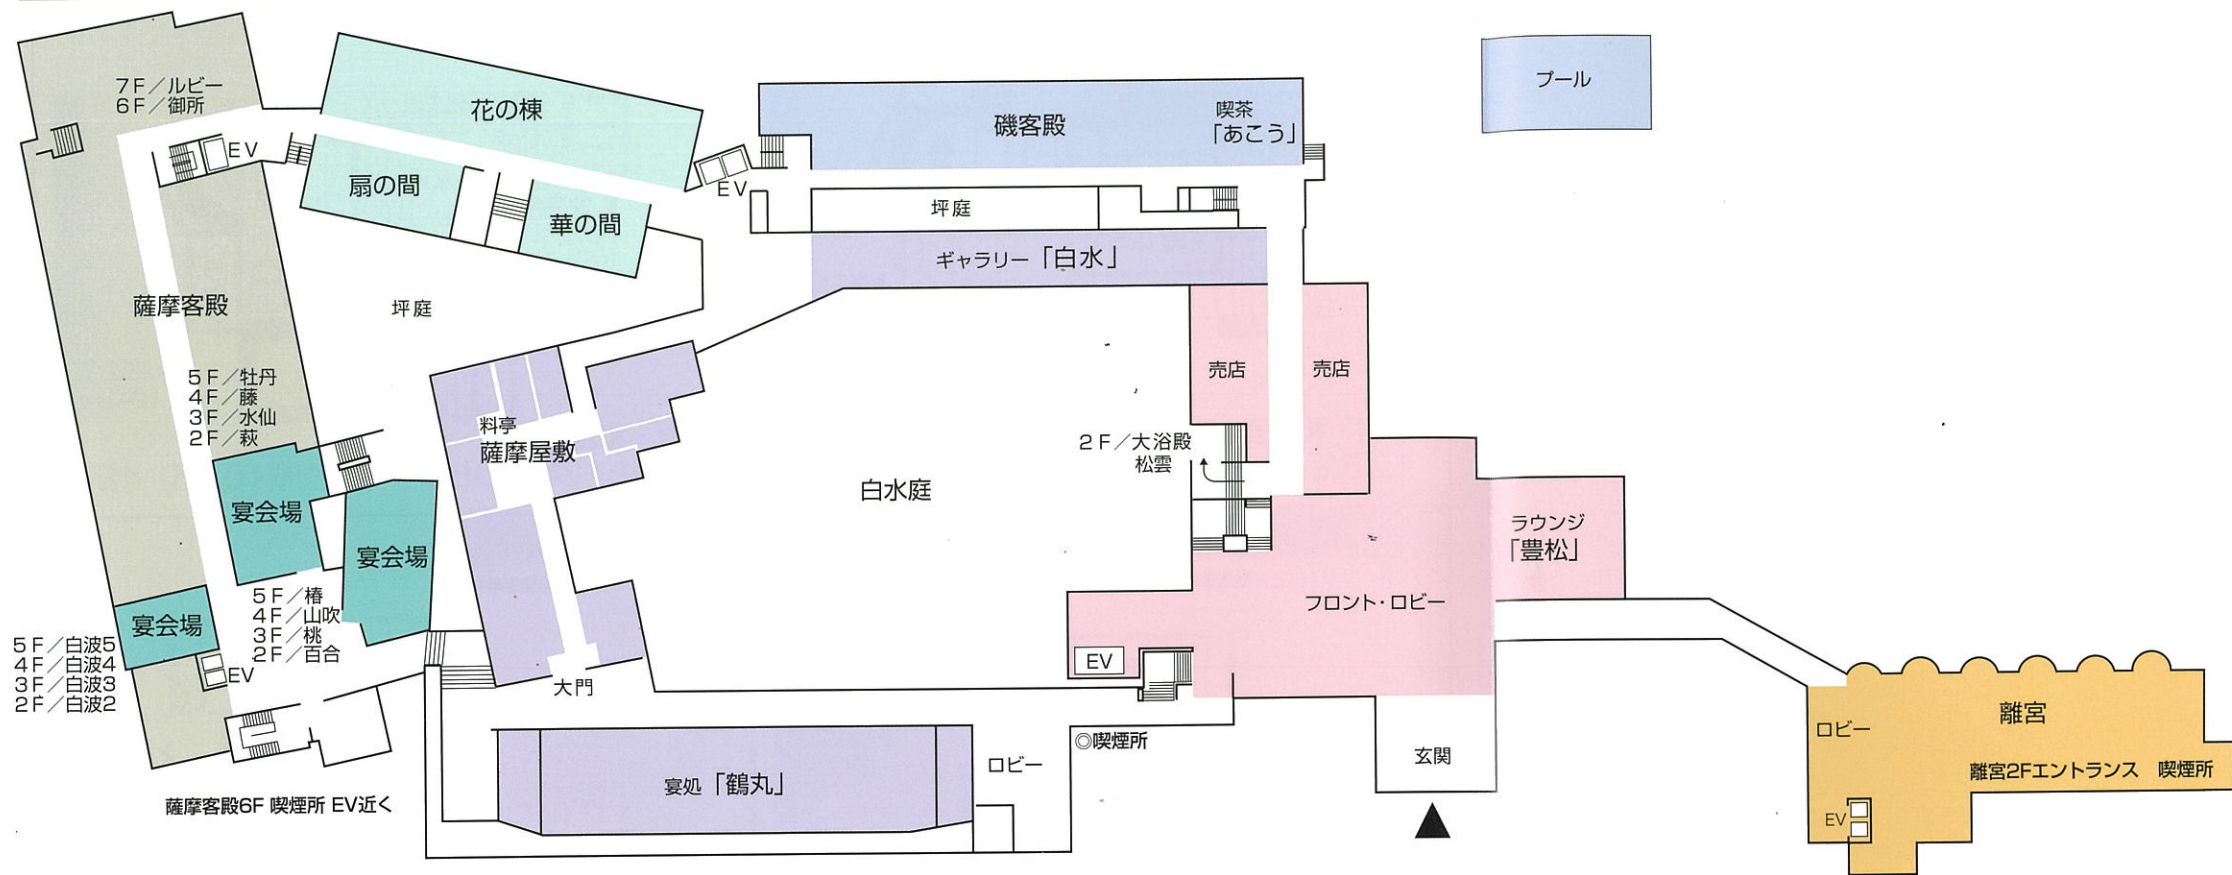 7F／ルビー
6F／御所
EV
薩摩客殿
5F／牡丹
4F／藤
3F／水仙
2F／萩
花の棟
扇の間
華の間
EV
坪庭
磯客殿
喫茶
「あこう」
坪庭
ギャラリー「白水」
プール
宴会場
宴会場
宴会場
5F／椿
4F／山吹
3F／桃
2F／百合
5F／白波5
4F／白波4
3F／白波3
2F／白波2
EV
薩摩客殿6F 喫煙所 EV近く
料亭
薩摩屋敷
大門
白水庭
売店
売店
2F／大浴殿
松雲
ラウンジ
「豊松」
フロント・ロビー
EV
◎喫煙所
宴処「鶴丸」
ロビー
玄関
ロビー
離宮
離宮2Fエントランス 喫煙所
EV